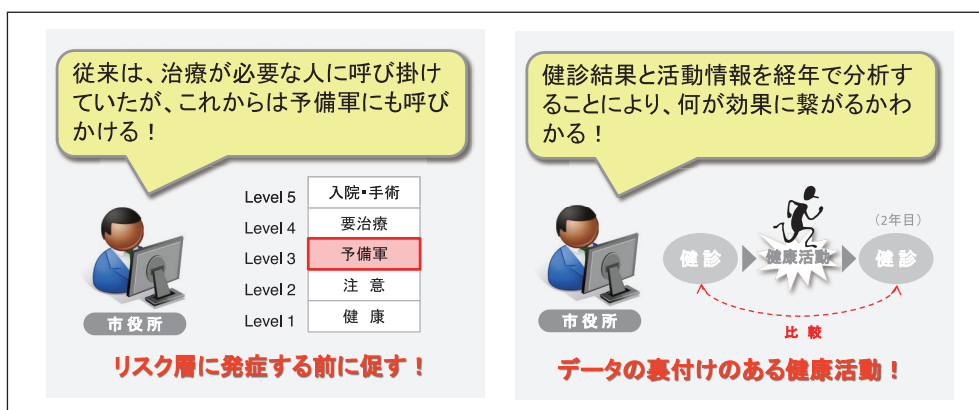 従来は、治療が必要な人に呼び掛け
ていたが、これからは予備軍にも呼び
かける！
Level 5 入院・手術
Level 4 要治療
Level 3 予備軍
Level 2 注 意
Level 1 健 康
市役所
リスク層に発症する前に促す！
健診結果と活動情報を経年で分析す
ることにより、何が効果に繋がるかわ
かる！
（2年目）
健診 健康活動 健診
市役所
比 較
データの裏付けのある健康活動！